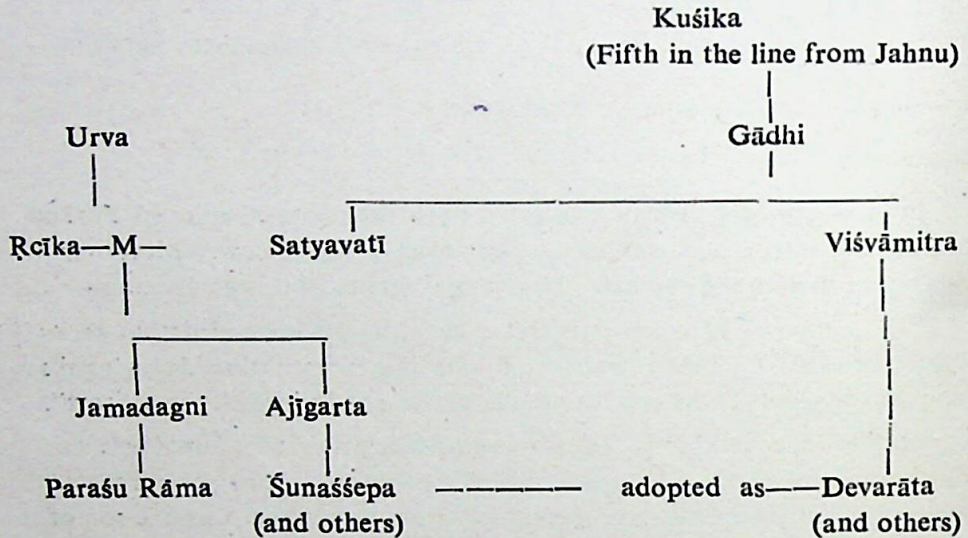 Kuśika
(Fifth in the line from Jahnu)
Urva
Gādhi
Ṛcīka—M— Satyavatī Viśvāmitra
Jamadagni Ajīgarta
Paraśu Rāma Śunaśśepa ———— adopted as——Devarāta
(and others) (and others)